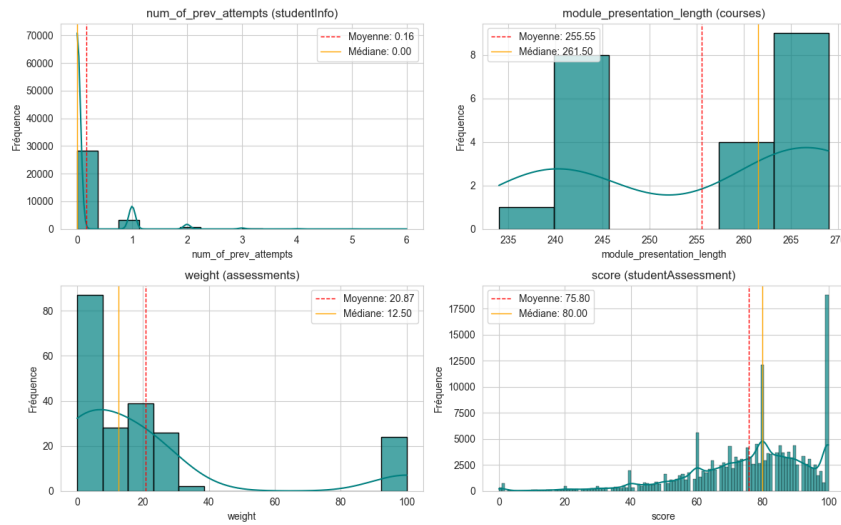 num_of_prev_attempts (studentInfo)
Moyenne: 0.16
Médiane: 0.00
Fréquence
70000
60000
50000
40000
30000
20000
10000
0
0 1 2 3 4 5 6
num_of_prev_attempts
module_presentation_length (courses)
Moyenne: 255.55
Médiane: 261.50
Fréquence
8
6
4
2
0
235 240 245 250 255 260 265 27
module_presentation_length
weight (assessments)
Moyenne: 20.87
Médiane: 12.50
Fréquence
80
60
40
20
0
0 20 40 60 80 100
weight
score (studentAssessment)
Moyenne: 75.80
Médiane: 80.00
Fréquence
17500
15000
12500
10000
7500
5000
2500
0
0 20 40 60 80 100
score